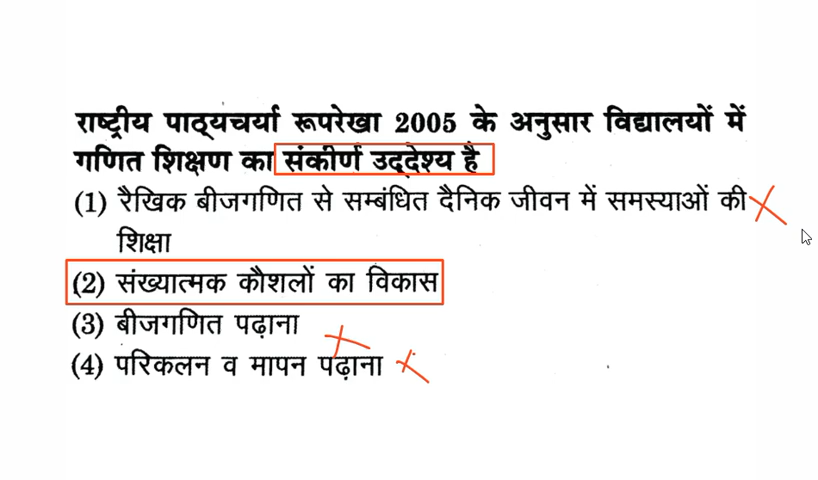 राष्ट्रीय पाठ्यचर्या रूपरेखा 2005 के अनुसार विद्यालयों में
गणित शिक्षण का संकीर्ण उद्देश्य है
(1) रैखिक बीजगणित से सम्बंधित दैनिक जीवन में समस्याओं की
शिक्षा
(2) संख्यात्मक कौशलों का विकास
(3) बीजगणित पढ़ाना
(4) परिकलन व मापन पढ़ाना